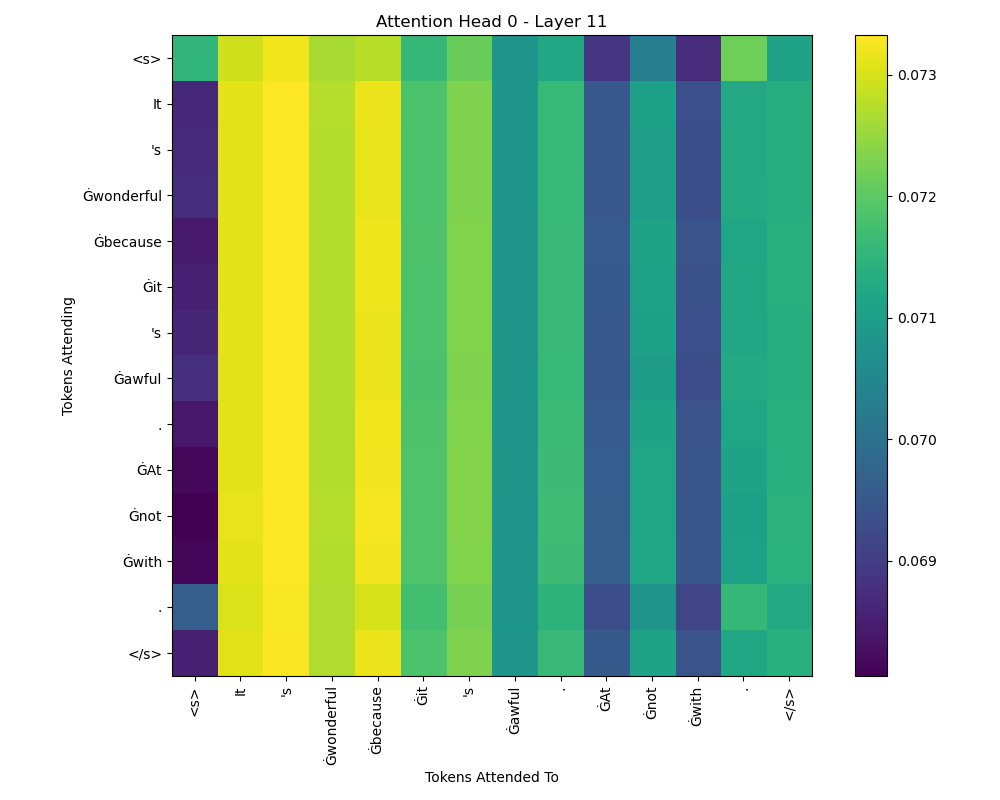 Attention Head 0 - Layer 11
<s>
It
's
Ġwonderful
Ġbecause
Ġit
's
Ġawful
.
ĠAt
Ġnot
Ġwith
.
</s>
Tokens Attending
<s>
It
's
Ġwonderful
Ġbecause
Ġit
's
Ġawful
.
ĠAt
Ġnot
Ġwith
.
</s>
Tokens Attended To
0.073
0.072
0.071
0.070
0.069